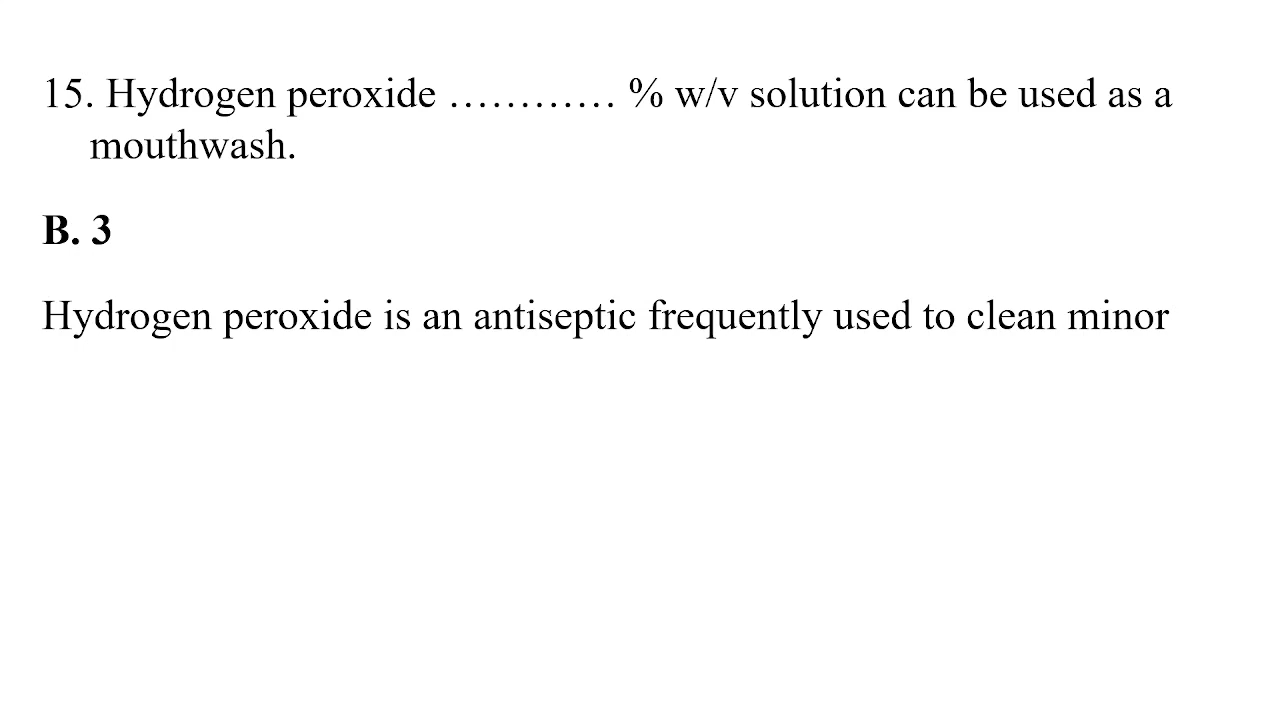 15. Hydrogen peroxide ………… % w/v solution can be used as a
mouthwash.
B. 3
Hydrogen peroxide is an antiseptic frequently used to clean minor